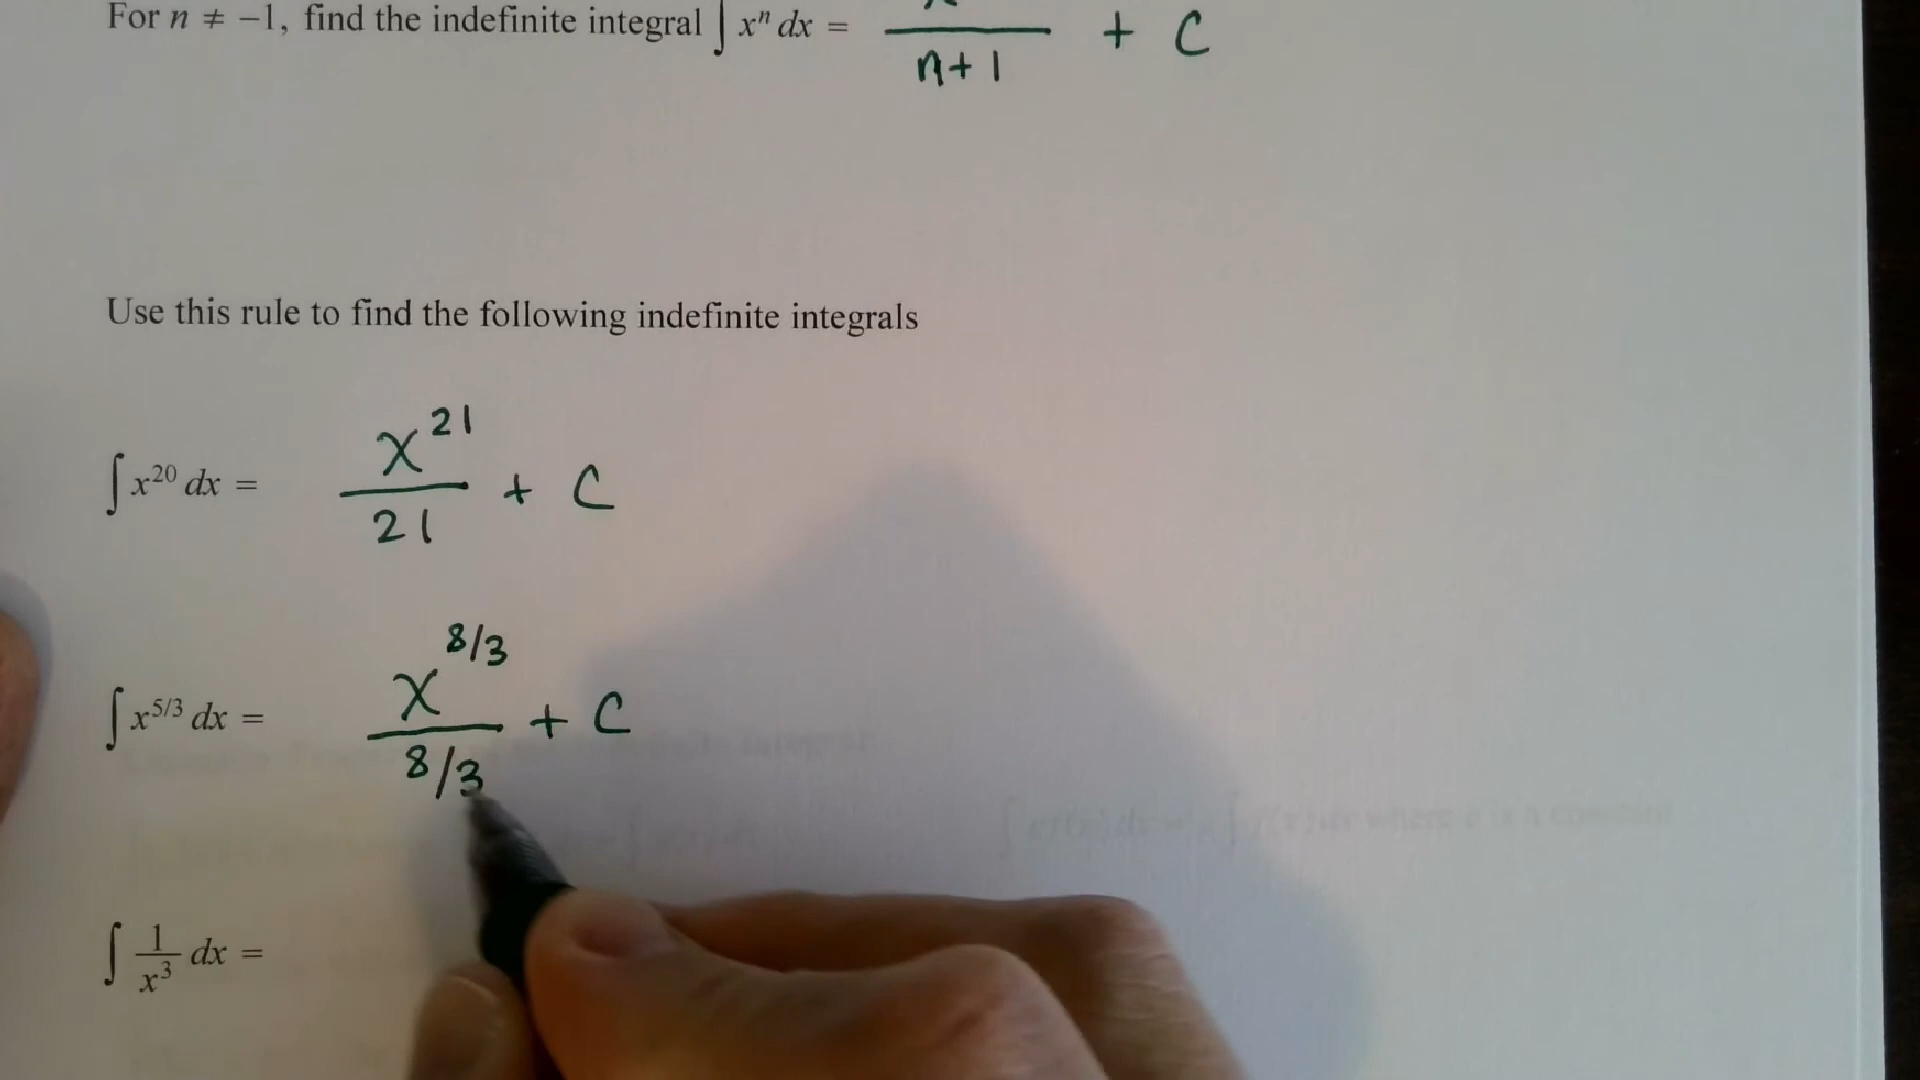 For n ≠ −1, find the indefinite integral ∫ xⁿ dx = ─── + C
n+1
Use this rule to find the following indefinite integrals
∫ x²⁰ dx = x²¹/21 + C
∫ x^5/3 dx = x^8/3 / 8/3 + C
∫ 1/x³ dx =